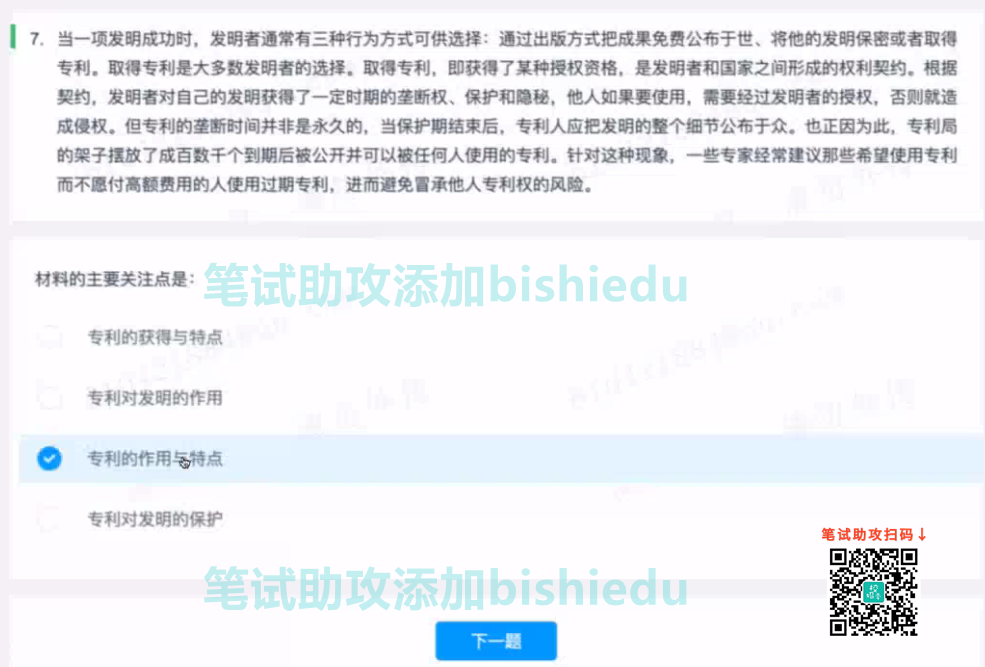 7. 当一项发明成功时，发明者通常有三种行为方式可供选择：通过出版方式把成果免费公布于世、将他的发明保密或者取得
专利。取得专利是大多数发明者的选择。取得专利，即获得了某种授权资格，是发明者和国家之间形成的权利契约。根据
契约，发明者对自己的发明获得了一定时期的垄断权、保护和隐秘，他人如果要使用，需要经过发明者的授权，否则就造
成侵权。但专利的垄断时间并非是永久的，当保护期结束后，专利人应把发明的整个细节公布于众。也正因为此，专利局
的架子摆放了成百数千个到期后被公开并可以被任何人使用的专利。针对这种现象，一些专家经常建议那些希望使用专利
而不愿付高额费用的人使用过期专利，进而避免冒承他人专利权的风险。
材料的主要关注点是：
笔试助攻添加bishiedu
专利的获得与特点
专利对发明的作用
专利的作用与特点
专利对发明的保护
笔试助攻扫码↓
笔试助攻添加bishiedu
下一题